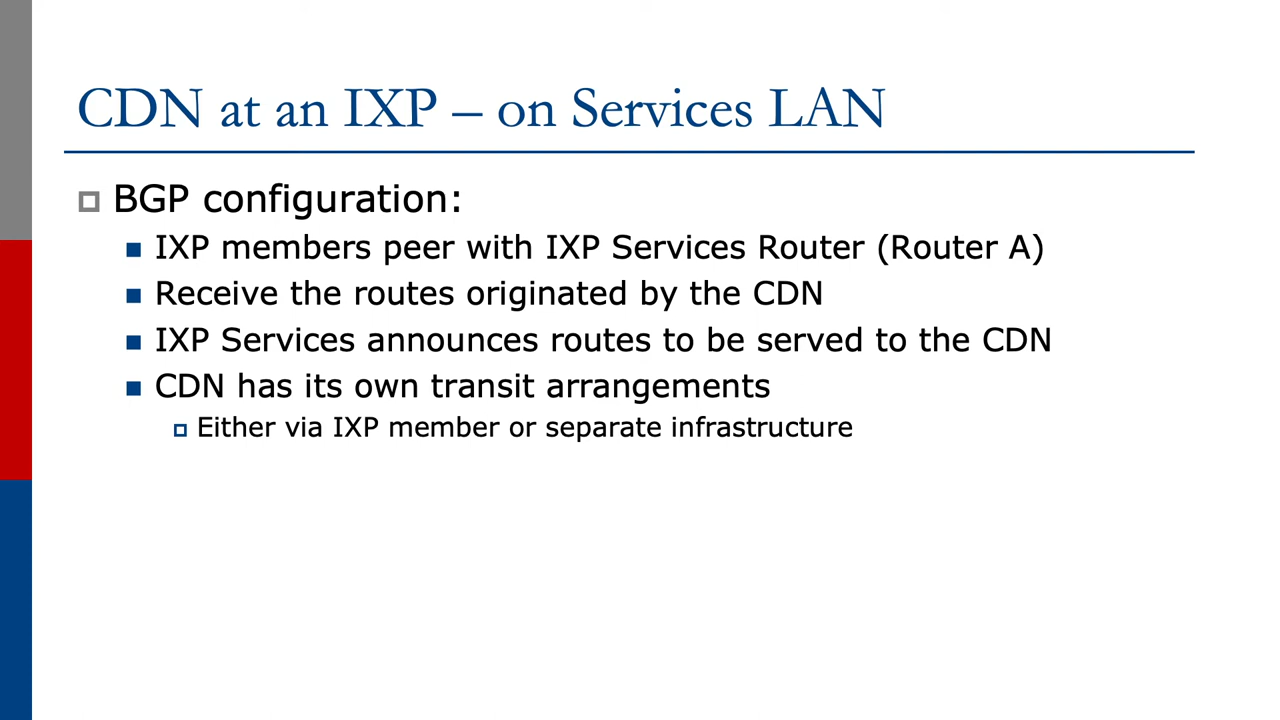 CDN at an IXP – on Services LAN
BGP configuration:
IXP members peer with IXP Services Router (Router A)
Receive the routes originated by the CDN
IXP Services announces routes to be served to the CDN
CDN has its own transit arrangements
Either via IXP member or separate infrastructure